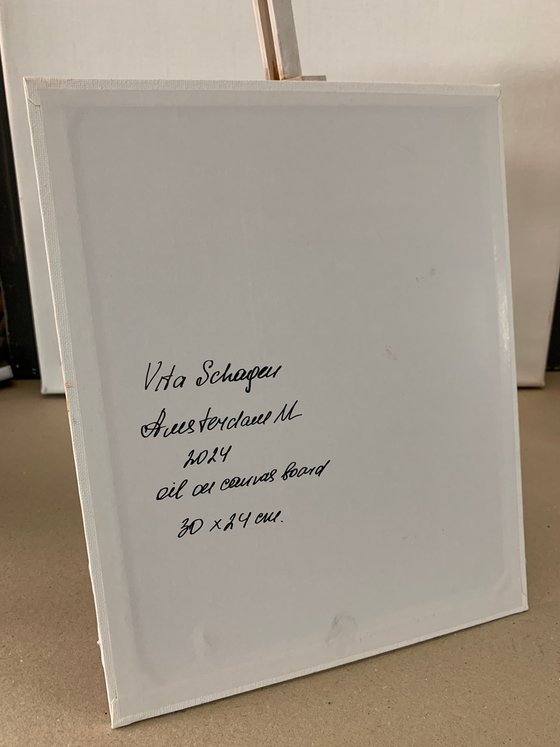 Vita Schagen
Amsterdam II
2024
oil on canvas board
30 x 24 cm.